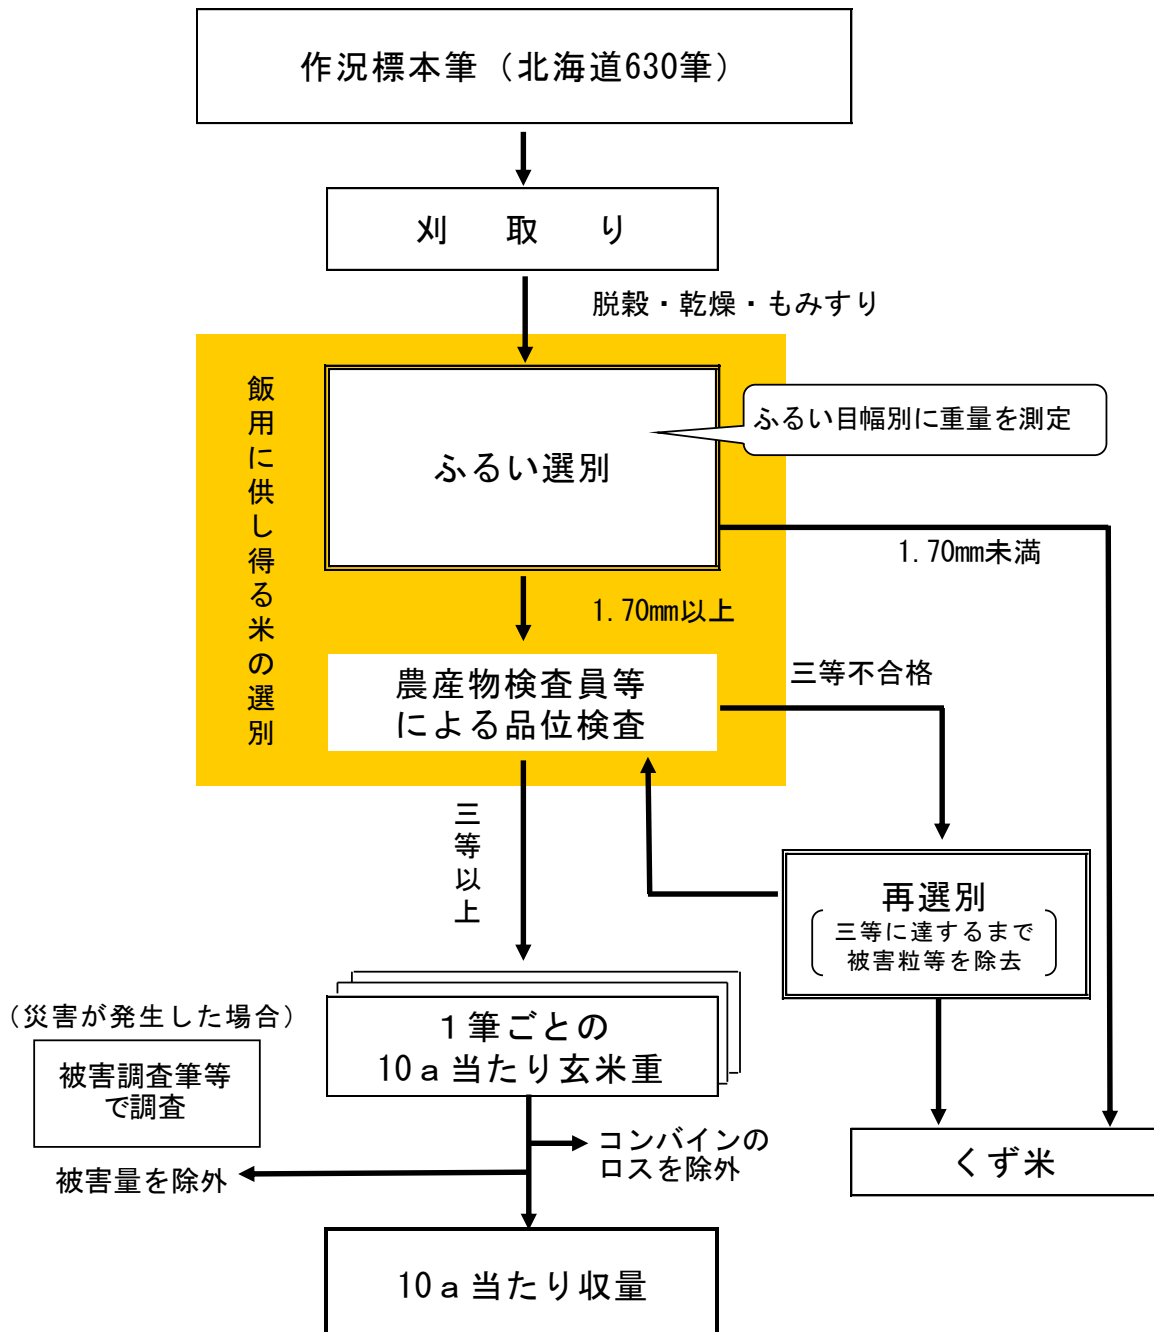 作況標本筆（北海道630筆）
刈　取　り
脱穀・乾燥・もみすり
飯用に供し得る米の選別
ふるい選別
ふるい目幅別に重量を測定
1.70㎜未満
1.70㎜以上
農産物検査員等
による品位検査
三等不合格
三等以上
再選別
三等に達するまで
被害粒等を除去
（災害が発生した場合）
被害調査筆等
で調査
１筆ごとの
10ａ当たり玄米重
コンバインの
ロスを除外
被害量を除外
くず米
10ａ当たり収量